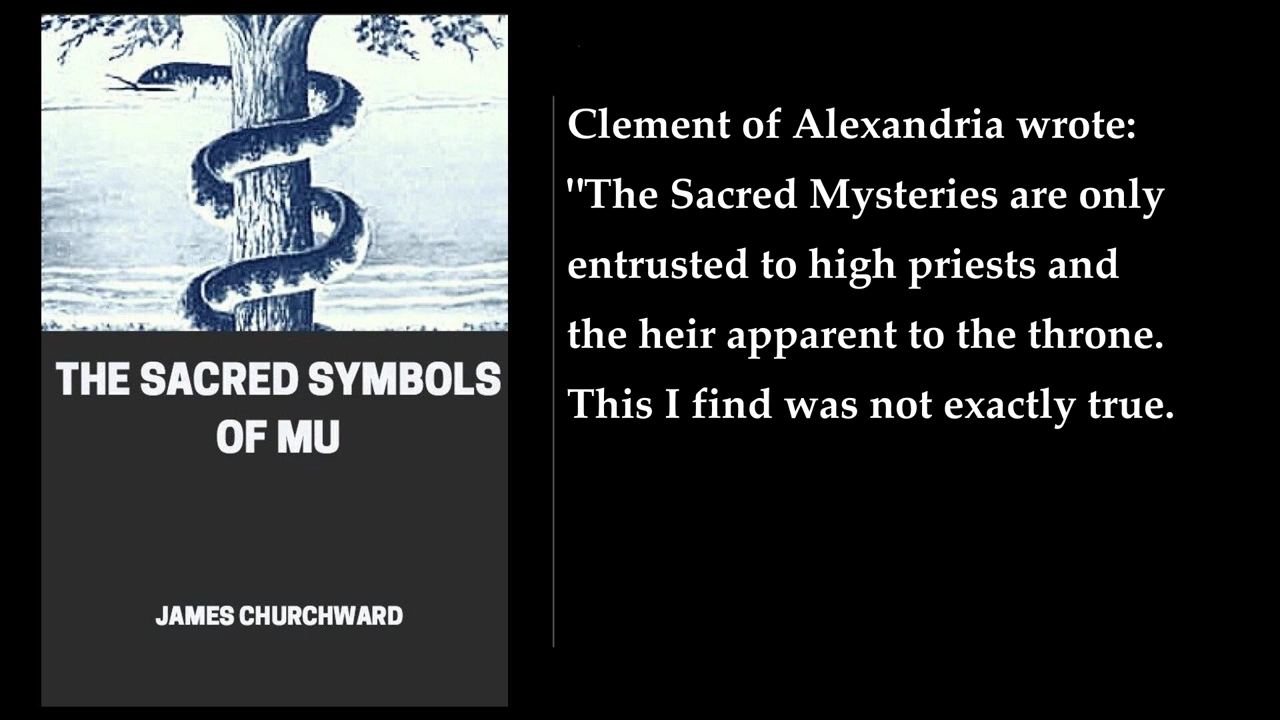 THE SACRED SYMBOLS
OF MU
JAMES CHURCHWARD
Clement of Alexandria wrote:
"The Sacred Mysteries are only
entrusted to high priests and
the heir apparent to the throne.
This I find was not exactly true.